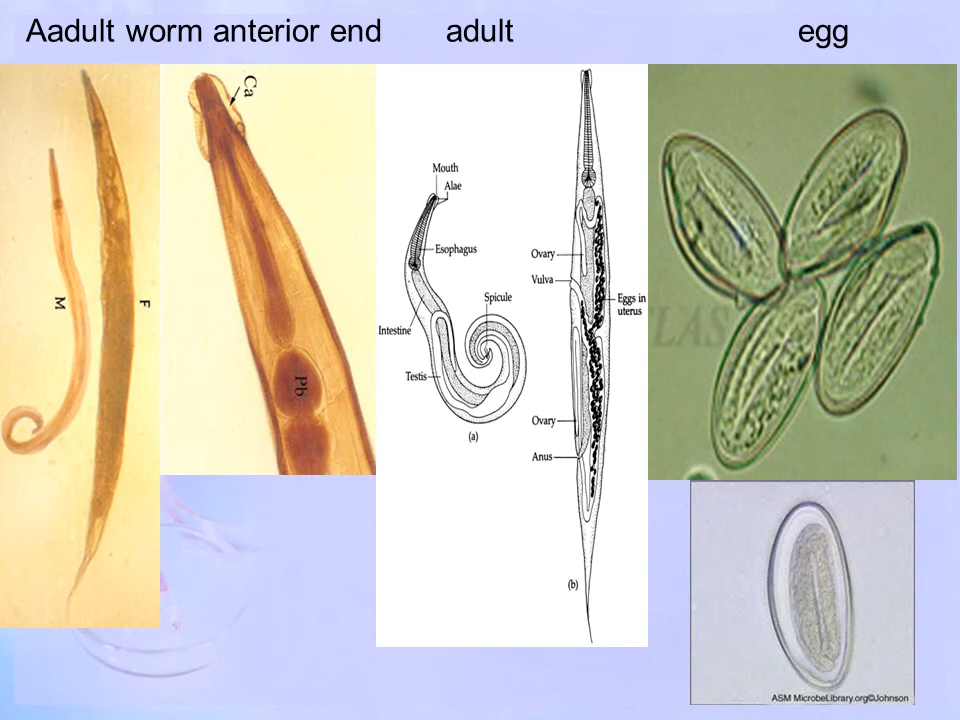 Aadult worm anterior end adult egg
M
F
Ca
Pb
Mouth
Alae
Esophagus
Spicule
Intestine
Testis
(a)
Ovary
Vulva
Eggs in
uterus
Ovary
Anus
(b)
LAS
ASM MicrobeLibrary.org©Johnson